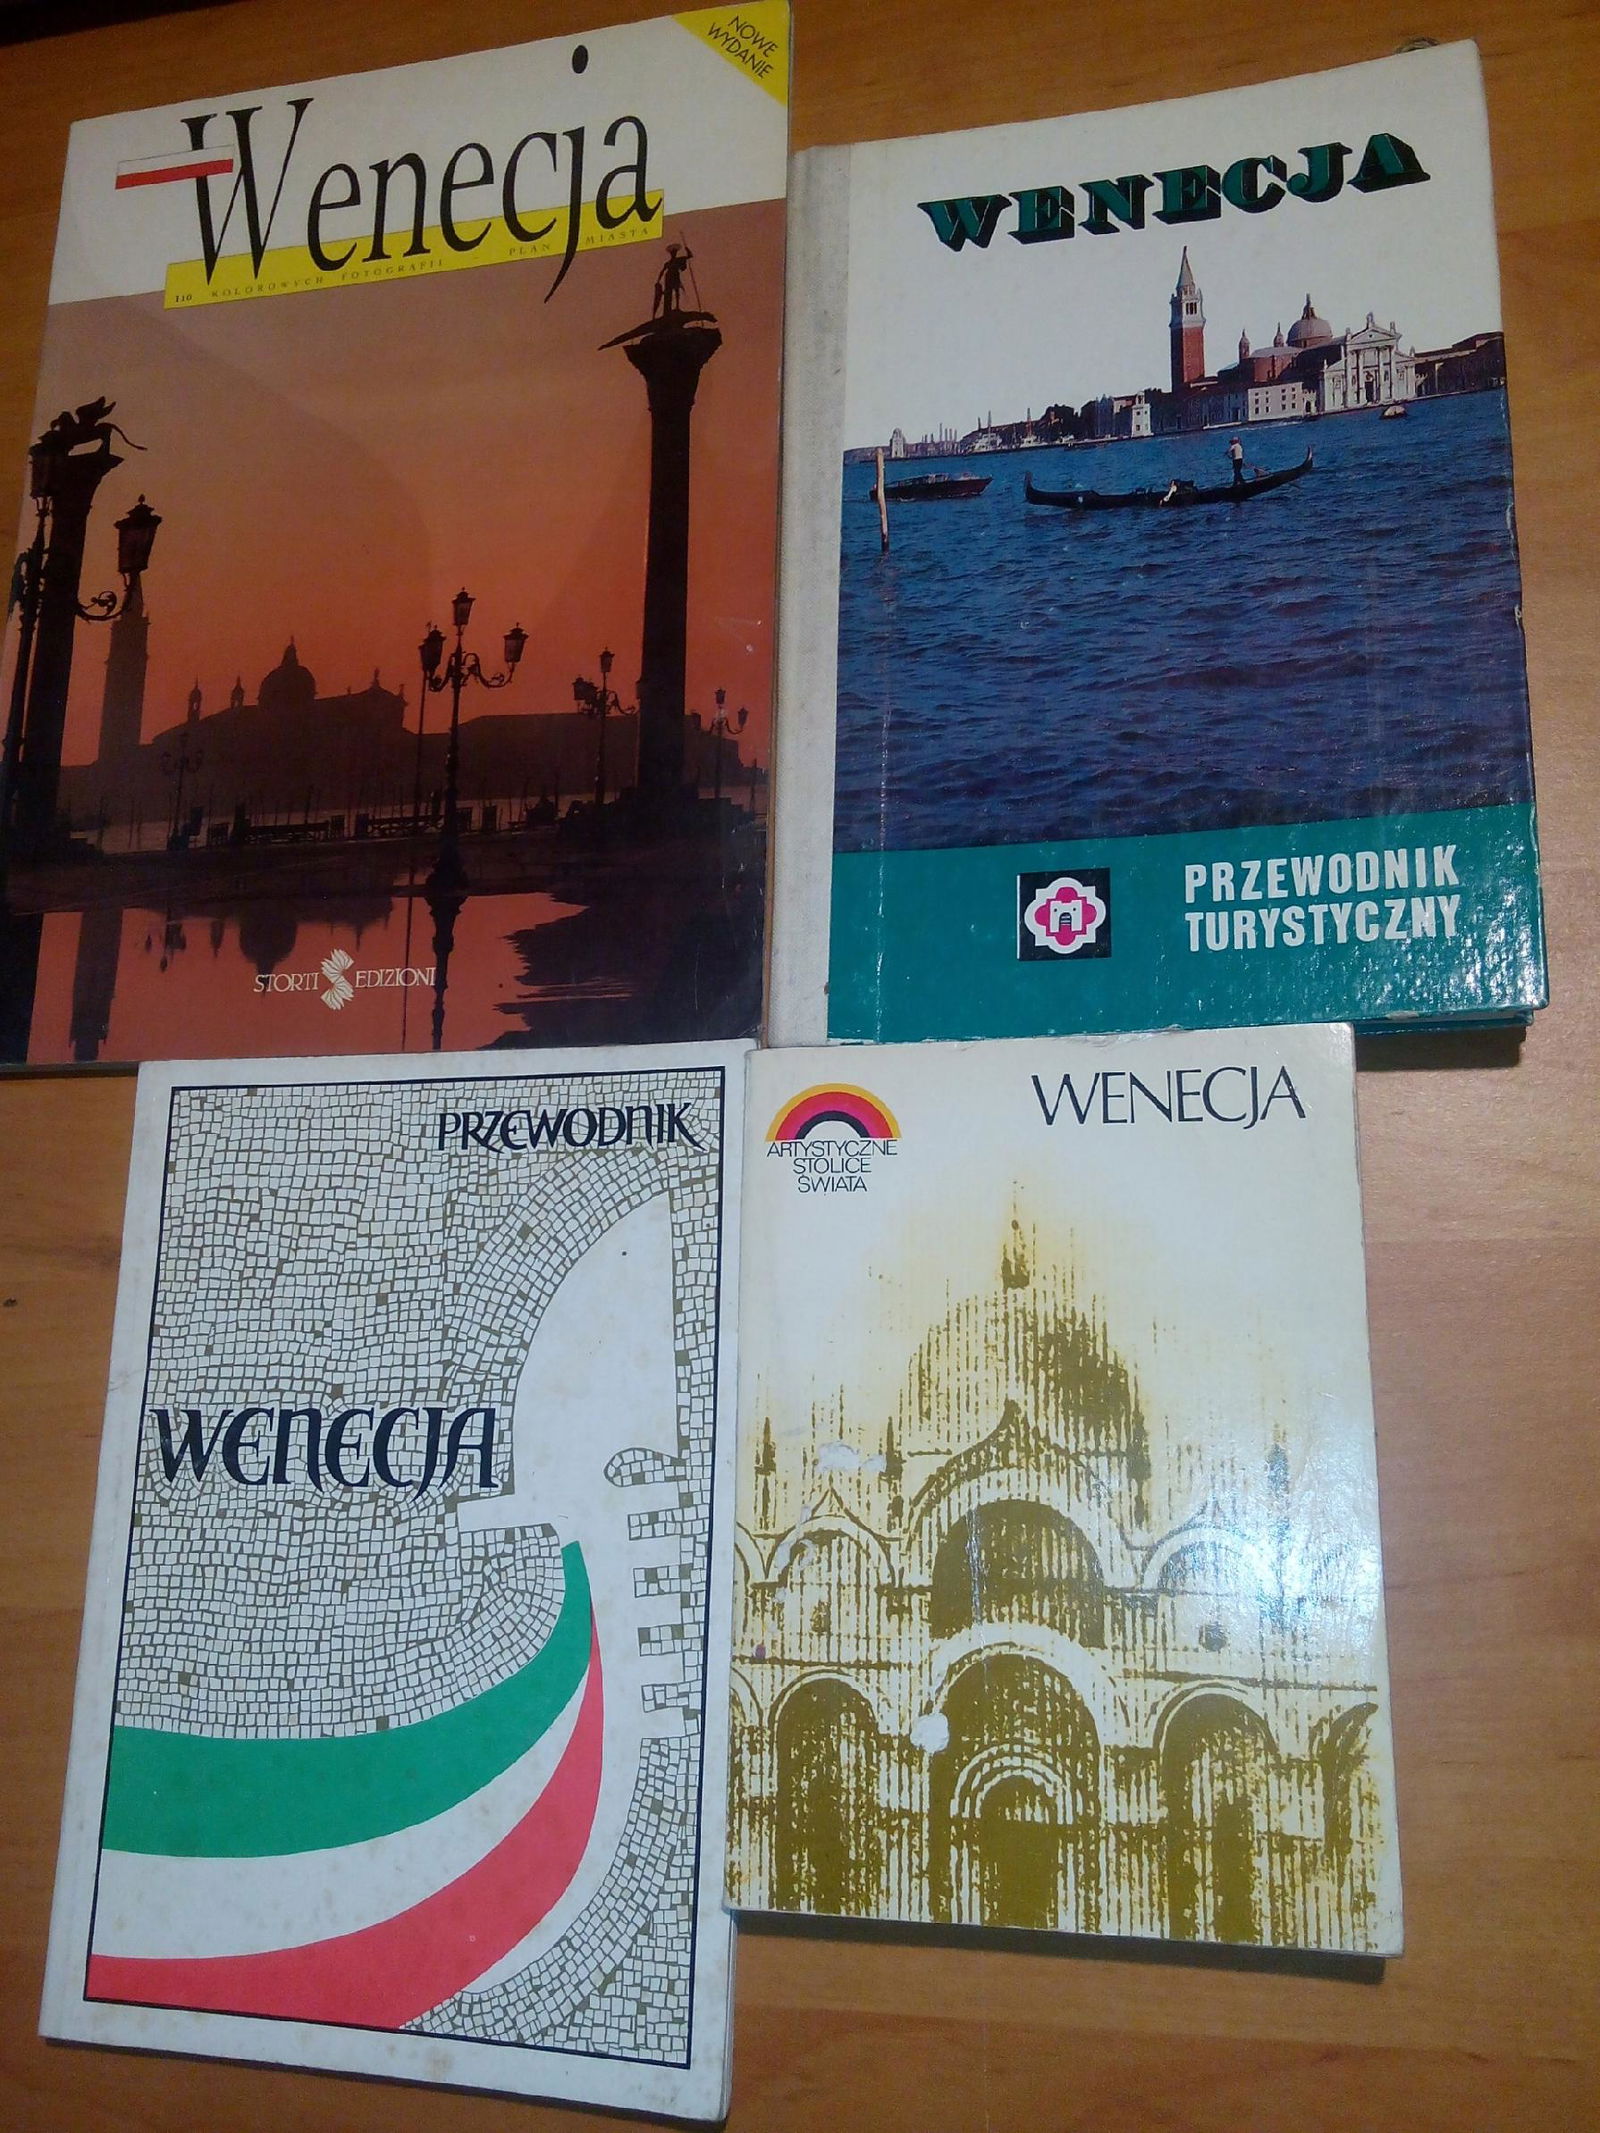 NOWE
WYDANIE
Wenecja
110 KOLOROWYCH FOTOGRAFII - PLAN MIASTA
STORTI EDIZIONI
WENECJA
PRZEWODNIK
TURYSTYCZNY
PRZEWODNIK
WENECJA
WENECJA
ARTYSTYCZNE
STOLICE
ŚWIATA